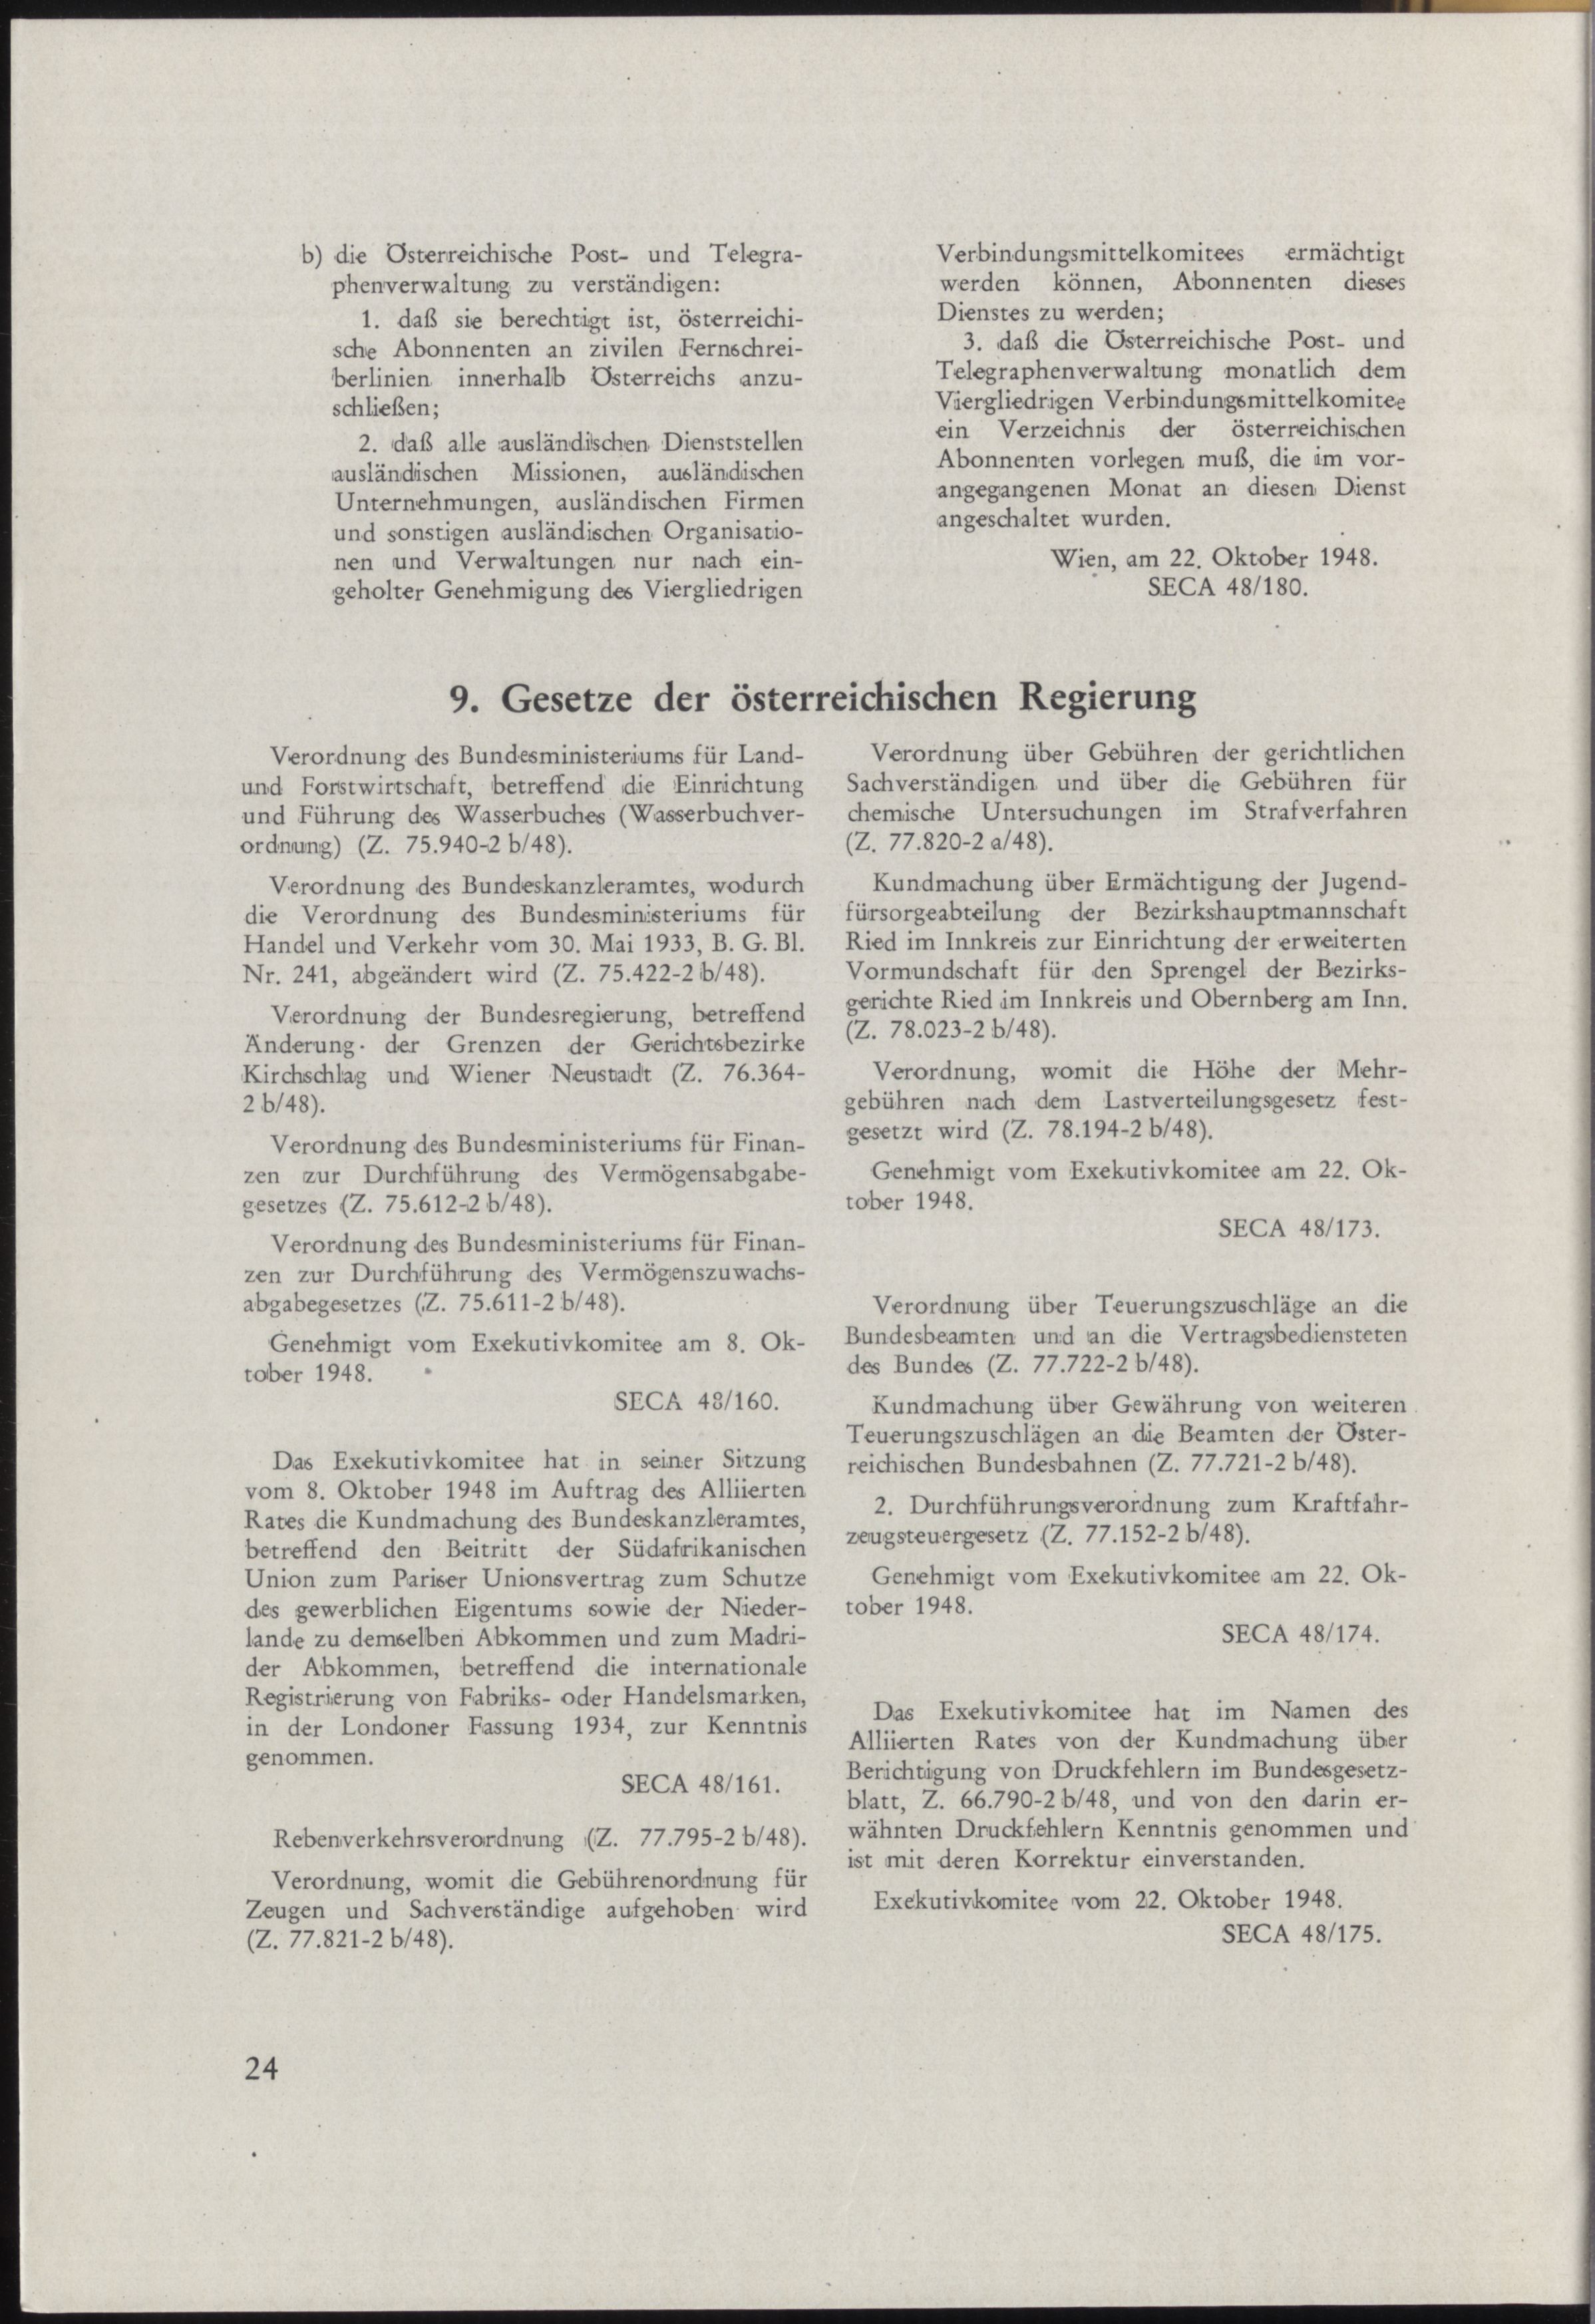 b) die Österreichische Post- und Telegra-
phenverwaltung zu verständigen:
1. daß sie berechtigt ist, österreichi-
sche Abonnenten an zivilen Fernschrei-
berlinien innerhalb Österreichs anzu-
schließen;
2. daß alle ausländischen Dienststellen
ausländischen Missionen, ausländischen
Unternehmungen, ausländischen Firmen
und sonstigen ausländischen Organisatio-
nen und Verwaltungen nur nach ein-
geholter Genehmigung des Viergliedrigen
Verbindungsmittelkomitees ermächtigt
werden können, Abonnenten dieses
Dienstes zu werden;
3. daß die Österreichische Post- und
Telegraphenverwaltung monatlich dem
Viergliedrigen Verbindungsmittelkomitee
ein Verzeichnis der österreichischen
Abonnenten vorlegen muß, die im vor-
angegangenen Monat an diesen Dienst
angeschaltet wurden.
Wien, am 22. Oktober 1948.
SECA 48/180.
9. Gesetze der österreichischen Regierung
Verordnung des Bundesministeriums für Land-
und Forstwirtschaft, betreffend die Einrichtung
und Führung des Wasserbuches (Wasserbuchver-
ordnung) (Z. 75.940-2 b/48).
Verordnung des Bundeskanzleramtes, wodurch
die Verordnung des Bundesministeriums für
Handel und Verkehr vom 30. Mai 1933, B. G. Bl.
Nr. 241, abgeändert wird (Z. 75.422-2 b/48).
Verordnung der Bundesregierung, betreffend
Änderung der Grenzen der Gerichtsbezirke
Kirchschlag und Wiener Neustadt (Z. 76.364-
2 b/48).
Verordnung des Bundesministeriums für Finan-
zen zur Durchführung des Vermögensabgabe-
gesetzes (Z. 75.612-2 b/48).
Verordnung des Bundesministeriums für Finan-
zen zur Durchführung des Vermögenszuwachs-
abgabegesetzes (Z. 75.611-2 b/48).
Genehmigt vom Exekutivkomitee am 8. Ok-
tober 1948.
SECA 48/160.
Das Exekutivkomitee hat in seiner Sitzung
vom 8. Oktober 1948 im Auftrag des Alliierten
Rates die Kundmachung des Bundeskanzleramtes,
betreffend den Beitritt der Südafrikanischen
Union zum Pariser Unionsvertrag zum Schutze
des gewerblichen Eigentums sowie der Nieder-
lande zu demselben Abkommen und zum Madri-
der Abkommen, betreffend die internationale
Registrierung von Fabriks- oder Handelsmarken,
in der Londoner Fassung 1934, zur Kenntnis
genommen.
SECA 48/161.
Rebenverkehrsverordnung (Z. 77.795-2 b/48).
Verordnung, womit die Gebührenordnung für
Zeugen und Sachverständige aufgehoben wird
(Z. 77.821-2 b/48).
Verordnung über Gebühren der gerichtlichen
Sachverständigen und über die Gebühren für
chemische Untersuchungen im Strafverfahren
(Z. 77.820-2 a/48).
Kundmachung über Ermächtigung der Jugend-
fürsorgeabteilung der Bezirkshauptmannschaft
Ried im Innkreis zur Einrichtung der erweiterten
Vormundschaft für den Sprengel der Bezirks-
gerichte Ried im Innkreis und Obernberg am Inn.
(Z. 78.023-2 b/48).
Verordnung, womit die Höhe der Mehr-
gebühren nach dem Lastverteilungsgesetz fest-
gesetzt wird (Z. 78.194-2 b/48).
Genehmigt vom Exekutivkomitee am 22. Ok-
tober 1948.
SECA 48/173.
Verordnung über Teuerungszuschläge an die
Bundesbeamten und an die Vertragsbediensteten
des Bundes (Z. 77.722-2 b/48).
Kundmachung über Gewährung von weiteren
Teuerungszuschlägen an die Beamten der Öster-
reichischen Bundesbahnen (Z. 77.721-2 b/48).
2. Durchführungsverordnung zum Kraftfahr-
zeugsteuergesetz (Z. 77.152-2 b/48).
Genehmigt vom Exekutivkomitee am 22. Ok-
tober 1948.
SECA 48/174.
Das Exekutivkomitee hat im Namen des
Alliierten Rates von der Kundmachung über
Berichtigung von Druckfehlern im Bundesgesetz-
blatt, Z. 66.790-2 b/48, und von den darin er-
wähnten Druckfehlern Kenntnis genommen und
ist mit deren Korrektur einverstanden.
Exekutivkomitee vom 22. Oktober 1948.
SECA 48/175.
24